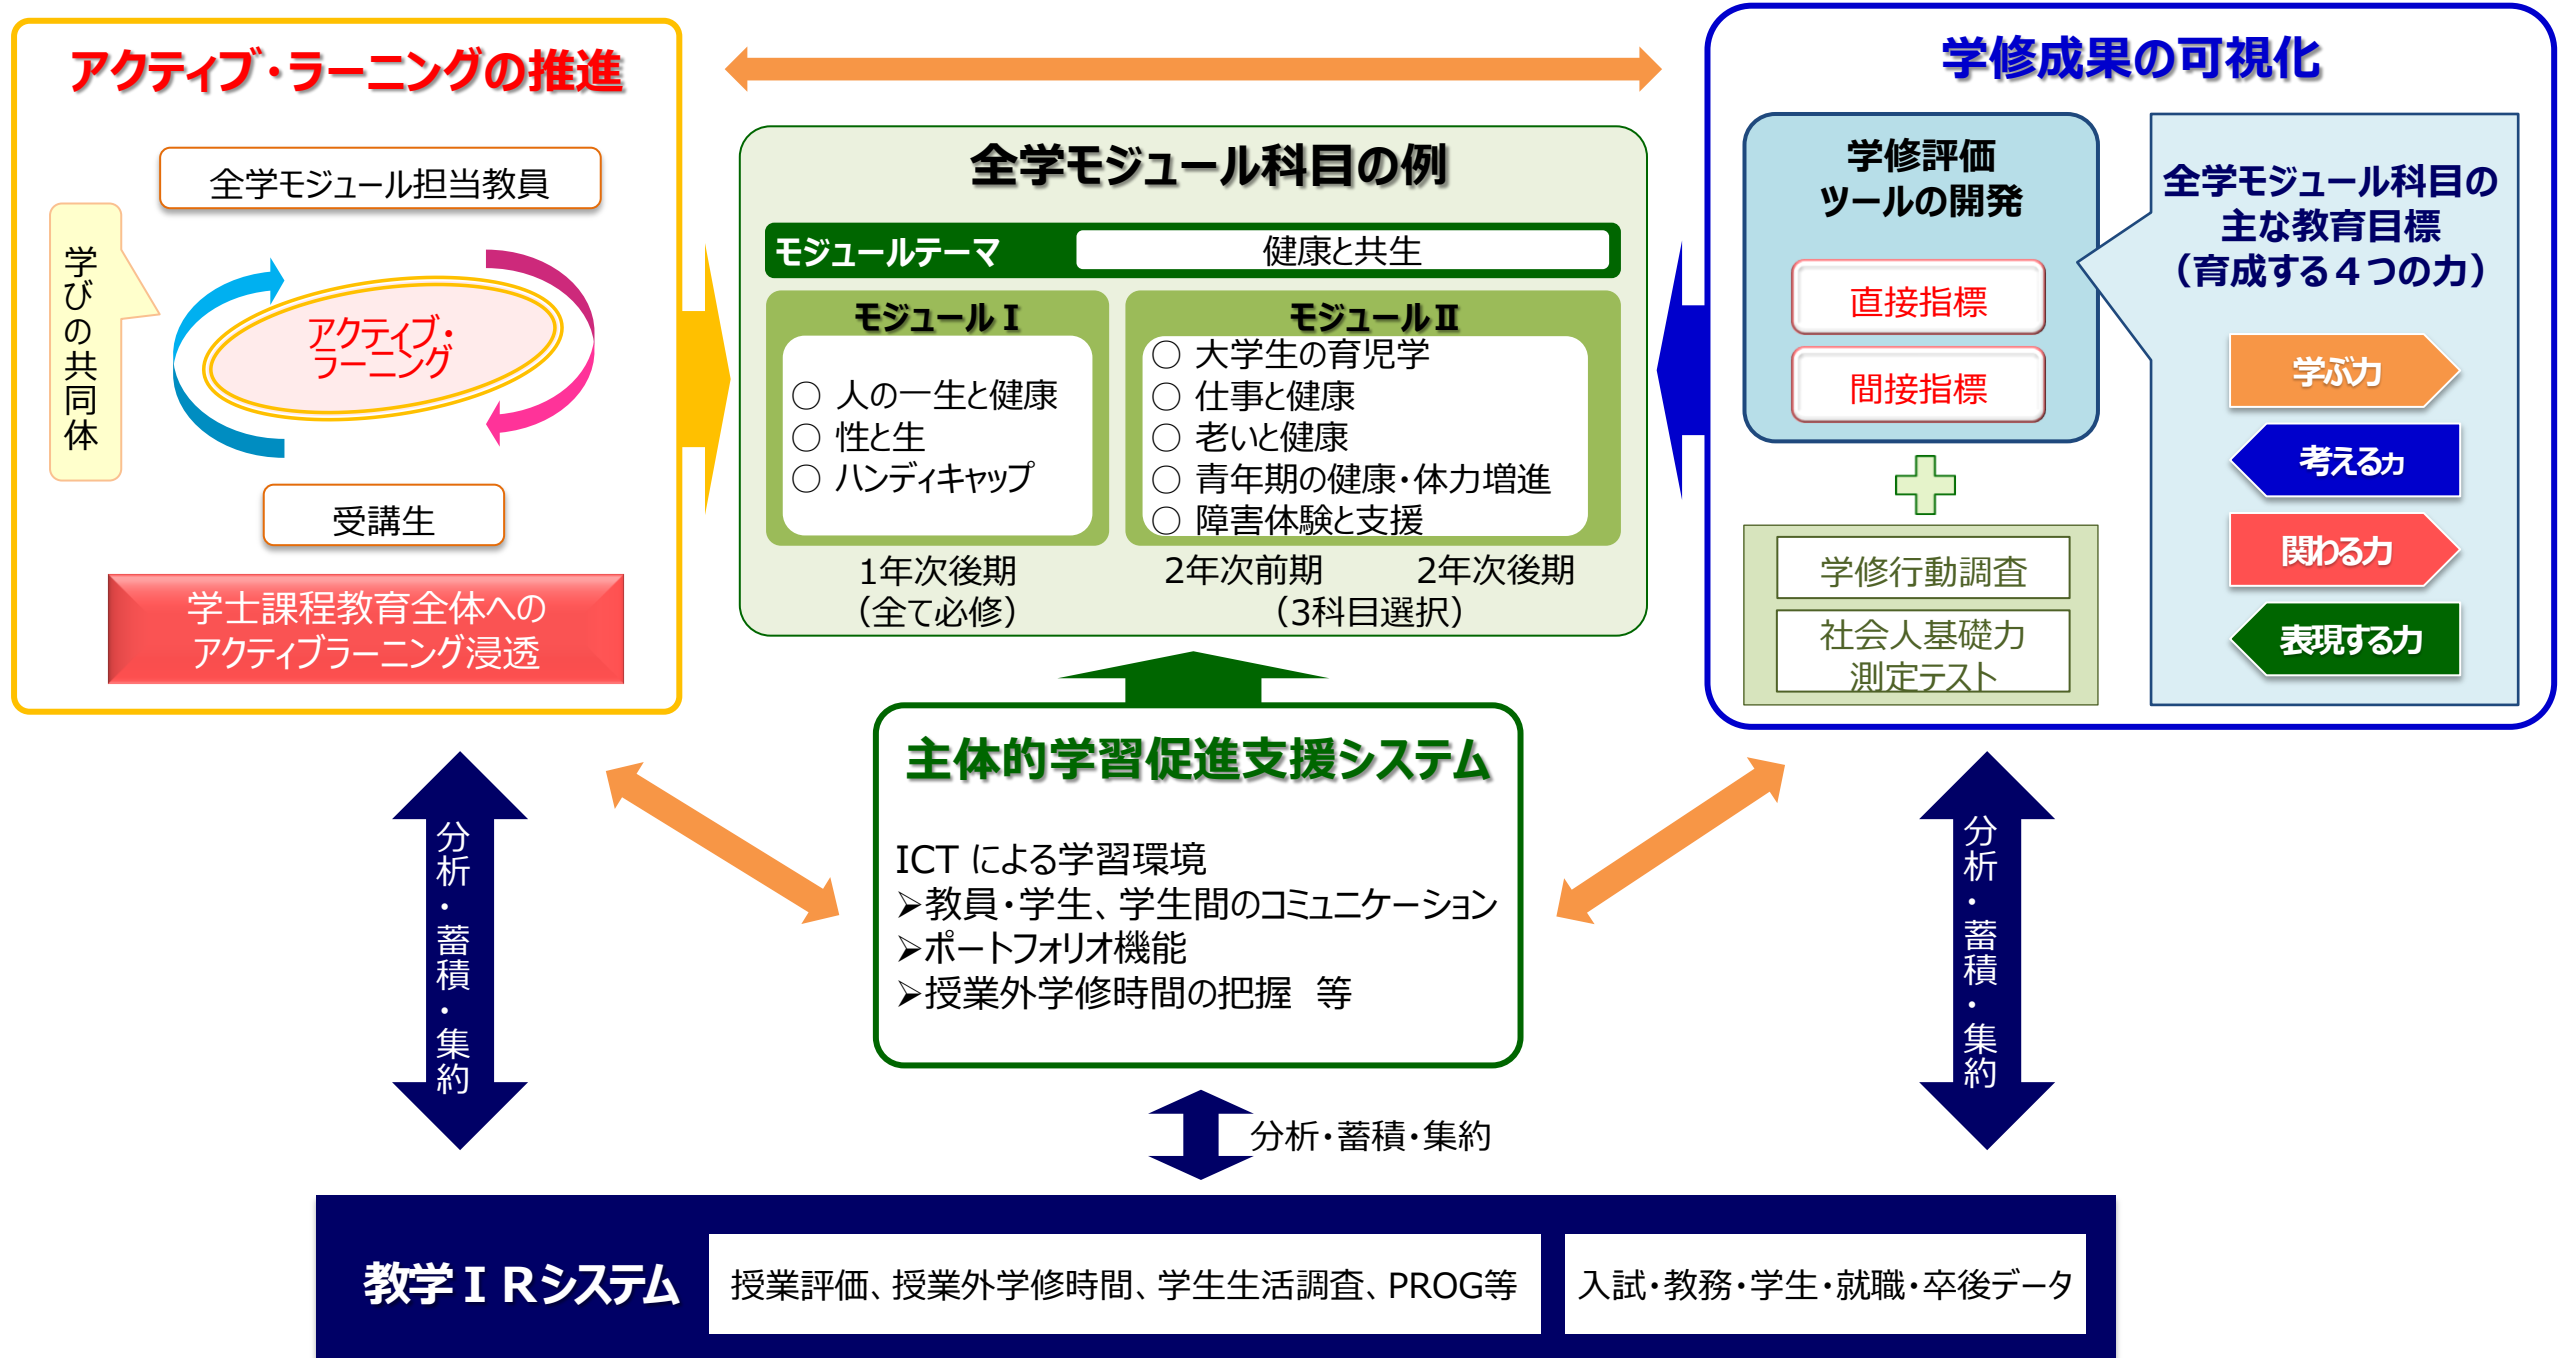 アクティブ・ラーニングの推進
全学モジュール担当教員
学びの共同体
アクティブ・
ラーニング
受講生
学士課程教育全体への
アクティブラーニング浸透
全学モジュール科目の例
モジュールテーマ
健康と共生
モジュールⅠ
○ 人の一生と健康
○ 性と生
○ ハンディキャップ
1年次後期
（全て必修）
モジュールⅡ
○ 大学生の育児学
○ 仕事と健康
○ 老いと健康
○ 青年期の健康・体力増進
○ 障害体験と支援
2年次前期　2年次後期
（3科目選択）
学修成果の可視化
学修評価
ツールの開発
直接指標
間接指標
学修行動調査
社会人基礎力
測定テスト
全学モジュール科目の
主な教育目標
（育成する４つの力）
学ぶ力
考える力
関わる力
表現する力
主体的学習促進支援システム
ICT による学習環境
➢教員・学生、学生間のコミュニケーション
➢ポートフォリオ機能
➢授業外学修時間の把握　等
分析・蓄積・集約
分析・蓄積・集約
分析・蓄積・集約
教学ＩＲシステム
授業評価、授業外学修時間、学生生活調査、PROG等
入試・教務・学生・就職・卒後データ